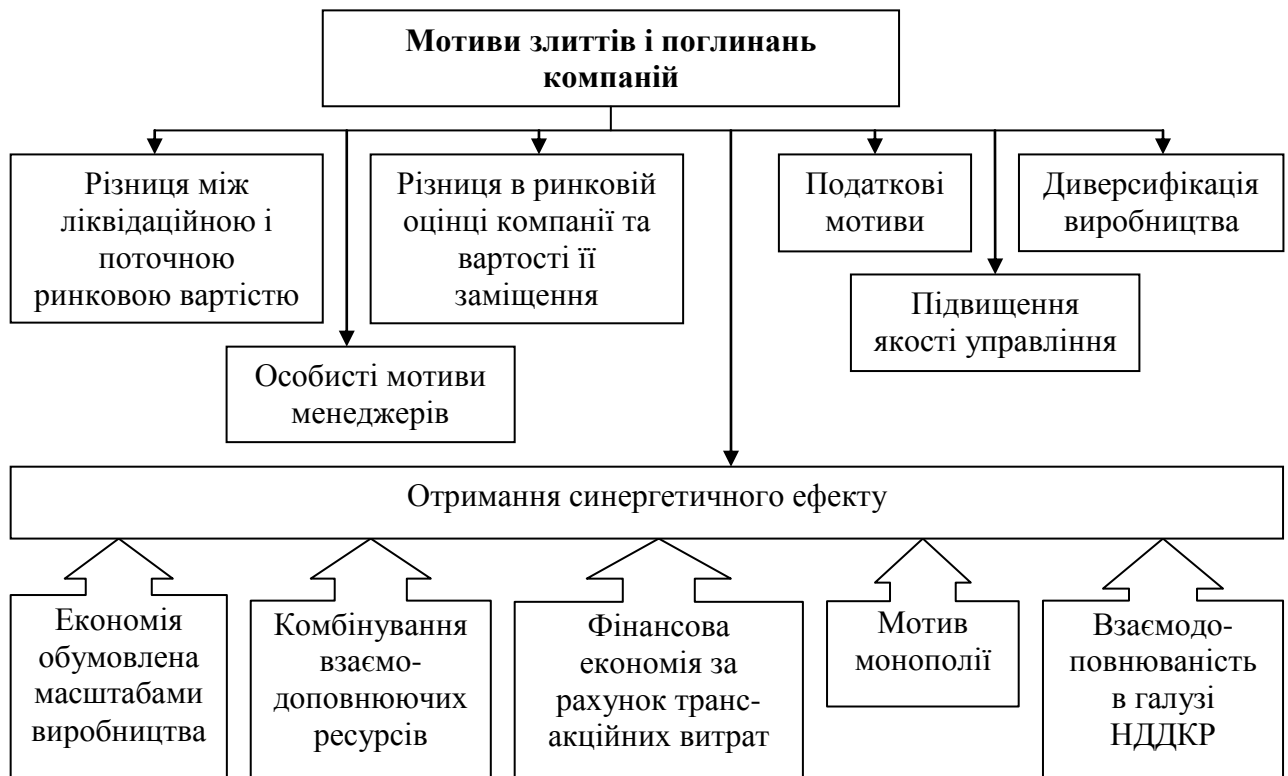 Мотиви злиттів і поглинань
компаній
Різниця між
ліквідаційною і
поточною
ринковою вартістю
Різниця в ринковій
оцінці компанії та
вартості її
заміщення
Податкові
мотиви
Диверсифікація
виробництва
Особисті мотиви
менеджерів
Підвищення
якості управління
Отримання синергетичного ефекту
Економія
обумовлена
масштабами
виробництва
Комбінування
взаємо-
доповнюючих
ресурсів
Фінансова
економія за
рахунок транс-
акційних витрат
Мотив
монополії
Взаємодо-
повнюваність
в галузі
НДДКР